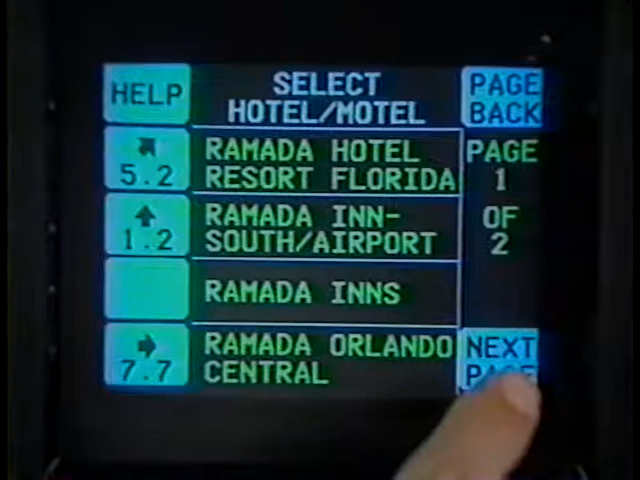 HELP
SELECT
HOTEL/MOTEL
PAGE
BACK
5.2
RAMADA HOTEL
RESORT FLORIDA
PAGE
1
OF
2
1.2
RAMADA INN-
SOUTH/AIRPORT
RAMADA INNS
7.7
RAMADA ORLANDO
CENTRAL
NEXT
PAGE